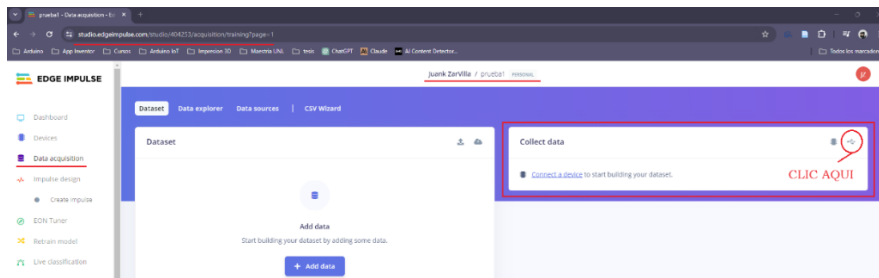 prueba1 - Data acquisition - Ed
studio.edgeimpulse.com/studio/404253/acquisition/training?page=1
Arduino App Inventor Cursos Arduino IoT Impresion 3D Maestria UNL tesis ChatGPT Claude AI Content Detector... Todos los marcadores
EDGE IMPULSE
Juank ZarVilla / prueba1 PERSONAL
Dashboard
Devices
Data acquisition
Impulse design
Create impulse
EON Tuner
Retrain model
Live classification
Dataset Data explorer Data sources | CSV Wizard
Dataset
Add data
Start building your dataset by adding some data.
+ Add data
Collect data
Connect a device to start building your dataset.
CLIC AQUI